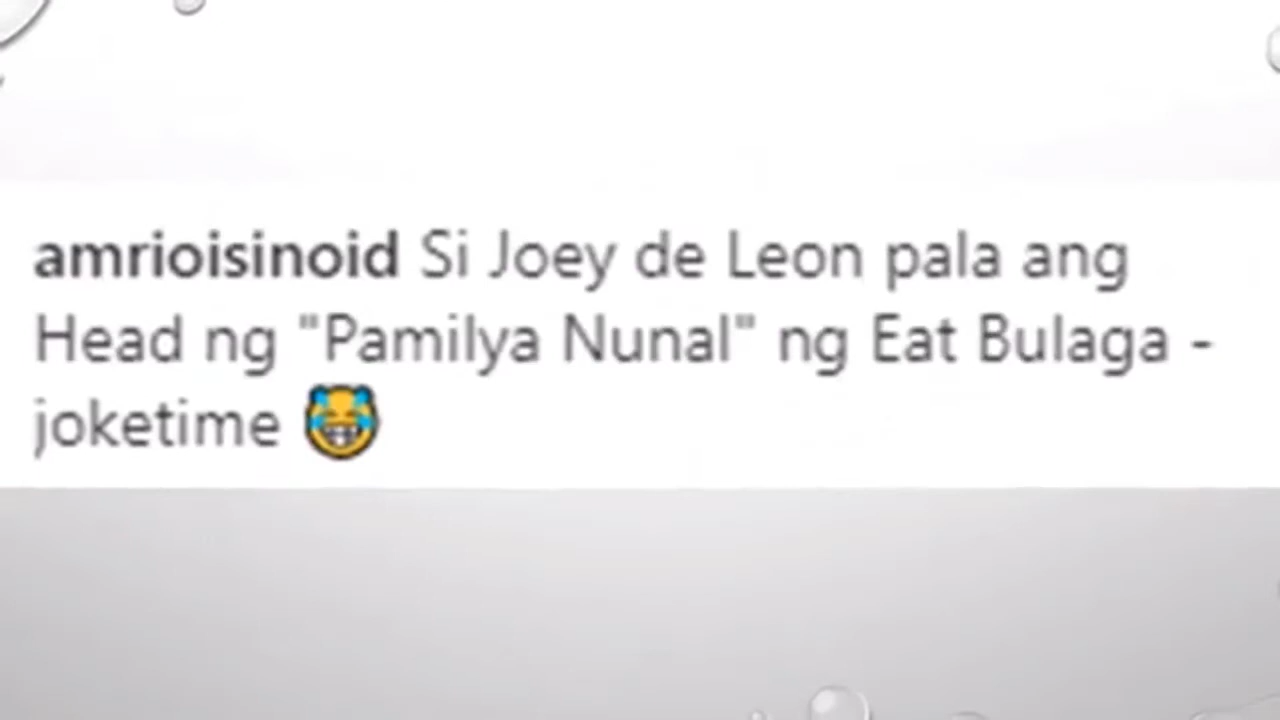 amrioisinoid Si Joey de Leon pala ang
Head ng "Pamilya Nunal" ng Eat Bulaga -
joketime 😹